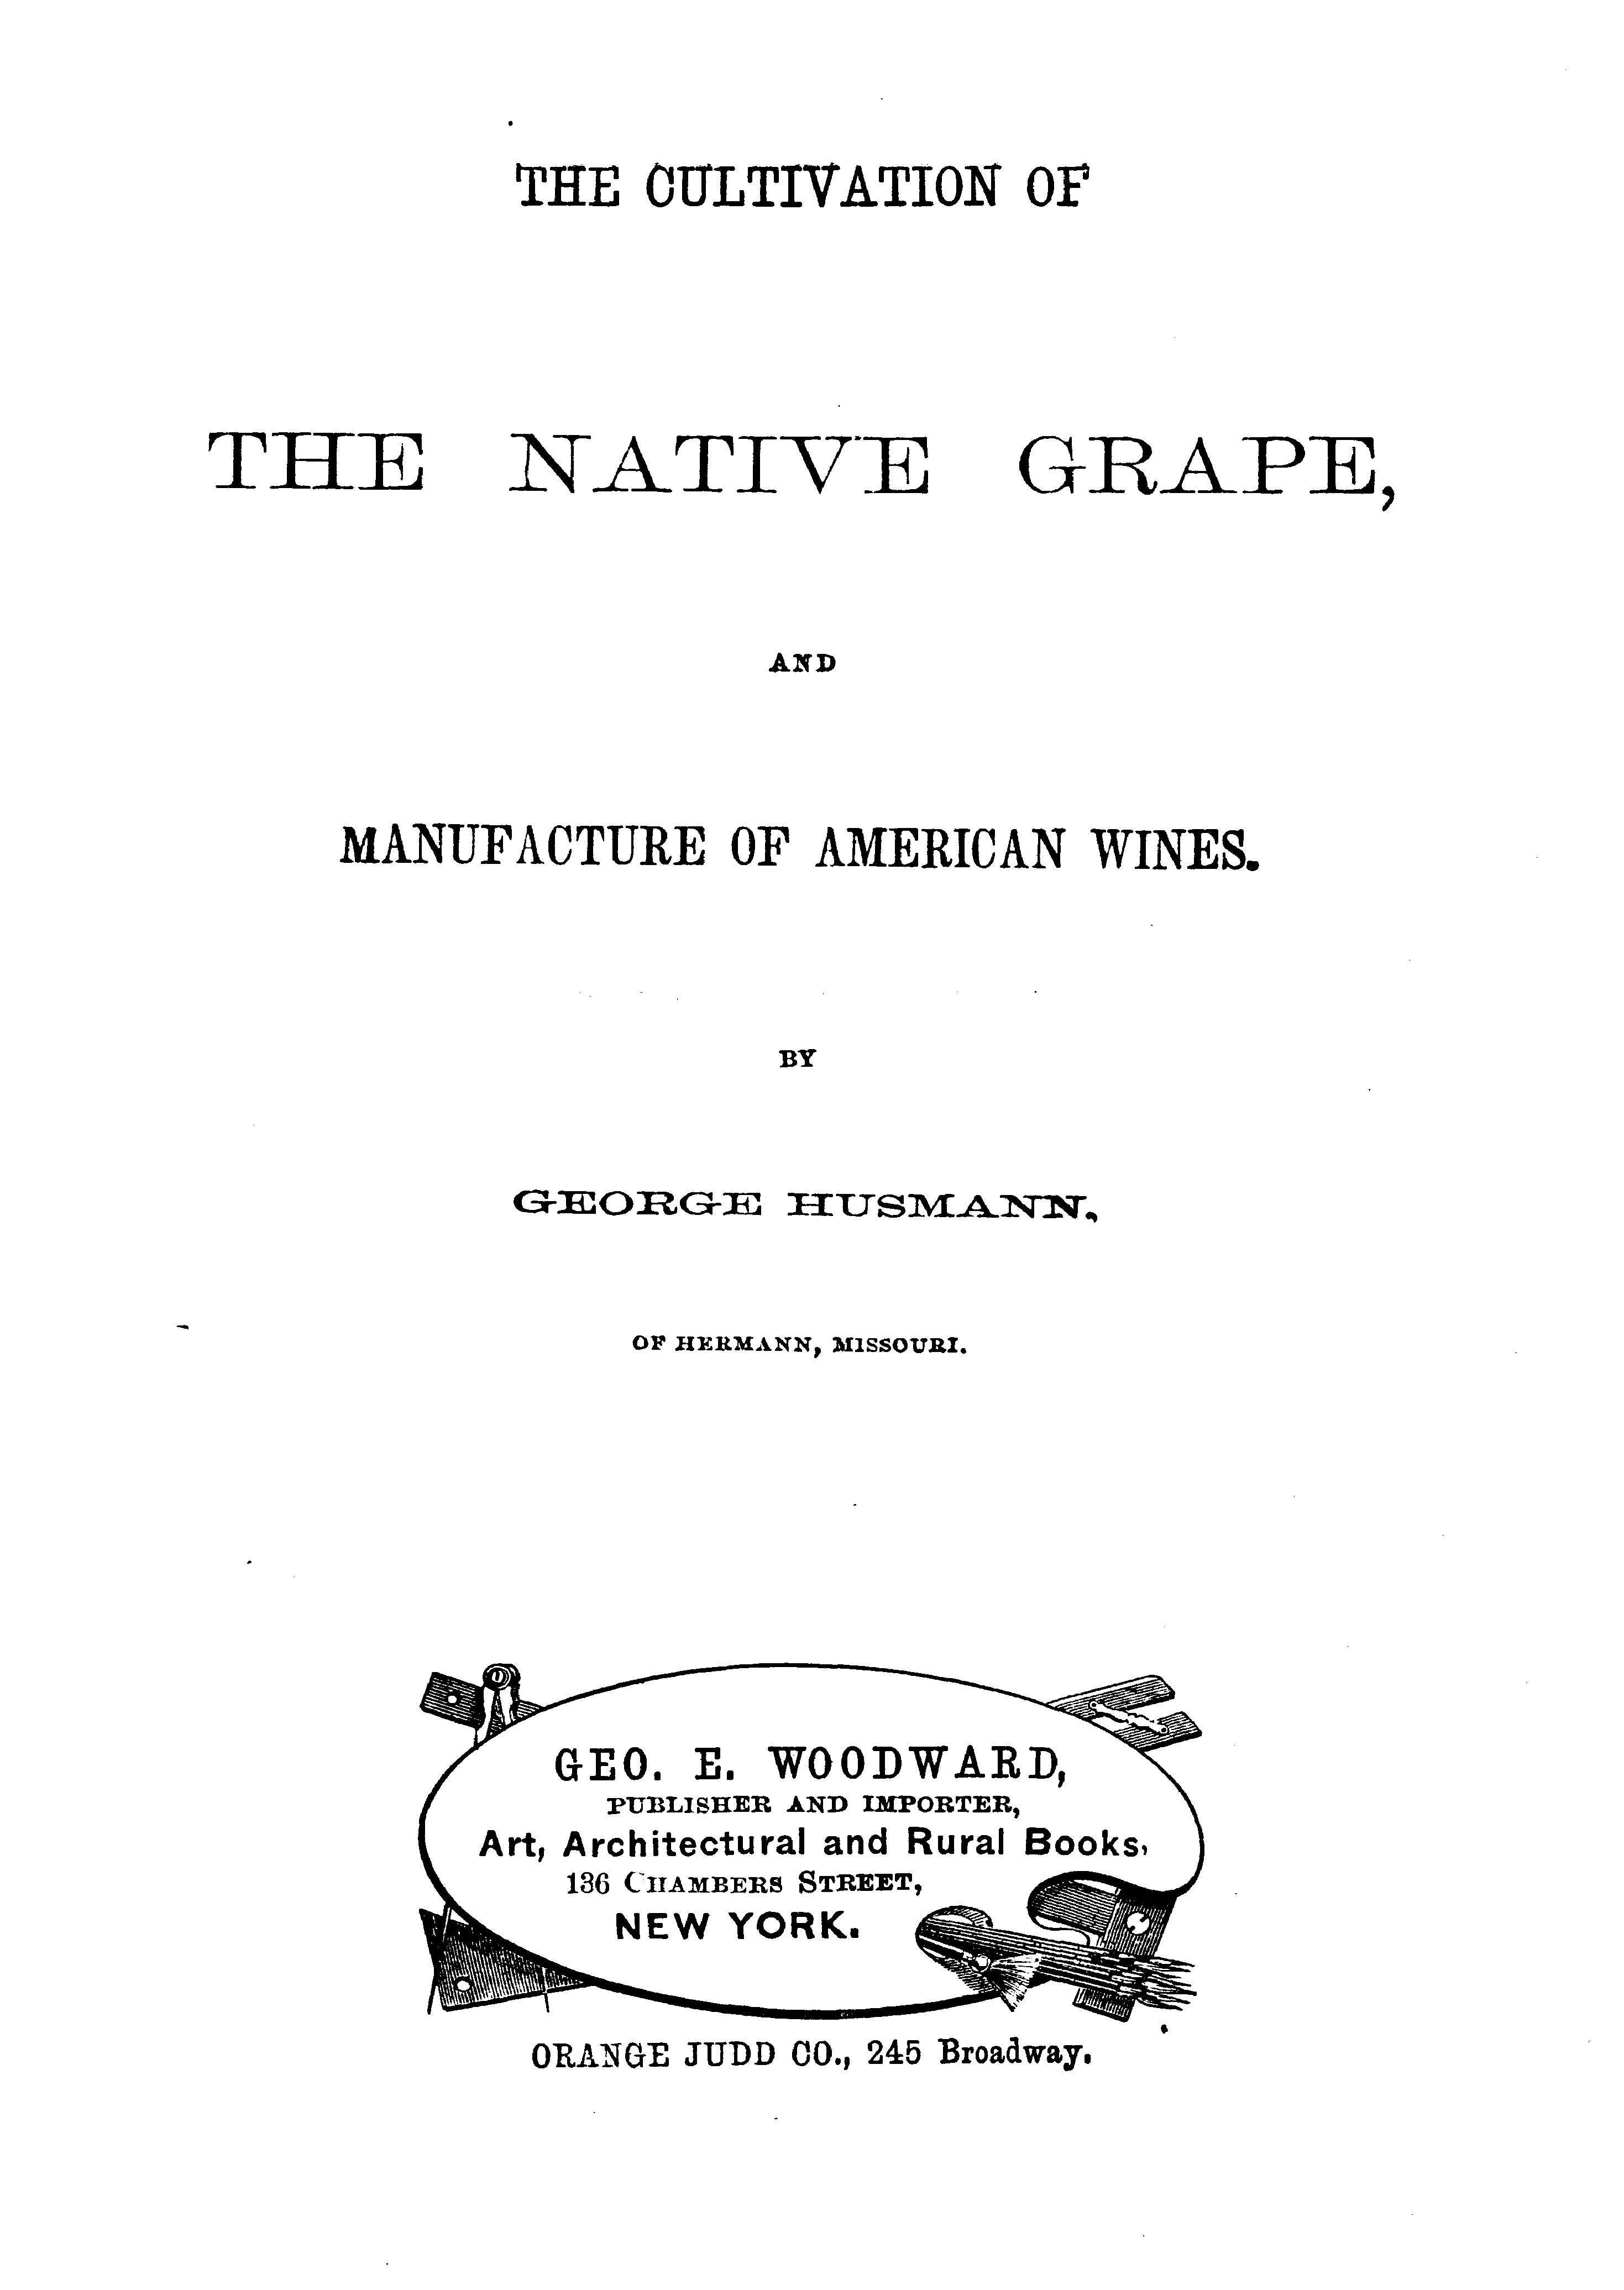 THE CULTIVATION OF
THE NATIVE GRAPE,
AND
MANUFACTURE OF AMERICAN WINES.
BY
GEORGE HUSMANN,
OF HERMANN, MISSOURI.
GEO. E. WOODWARD,
PUBLISHER AND IMPORTER,
Art, Architectural and Rural Books,
136 CHAMBERS STREET,
NEW YORK.
ORANGE JUDD CO., 245 Broadway.